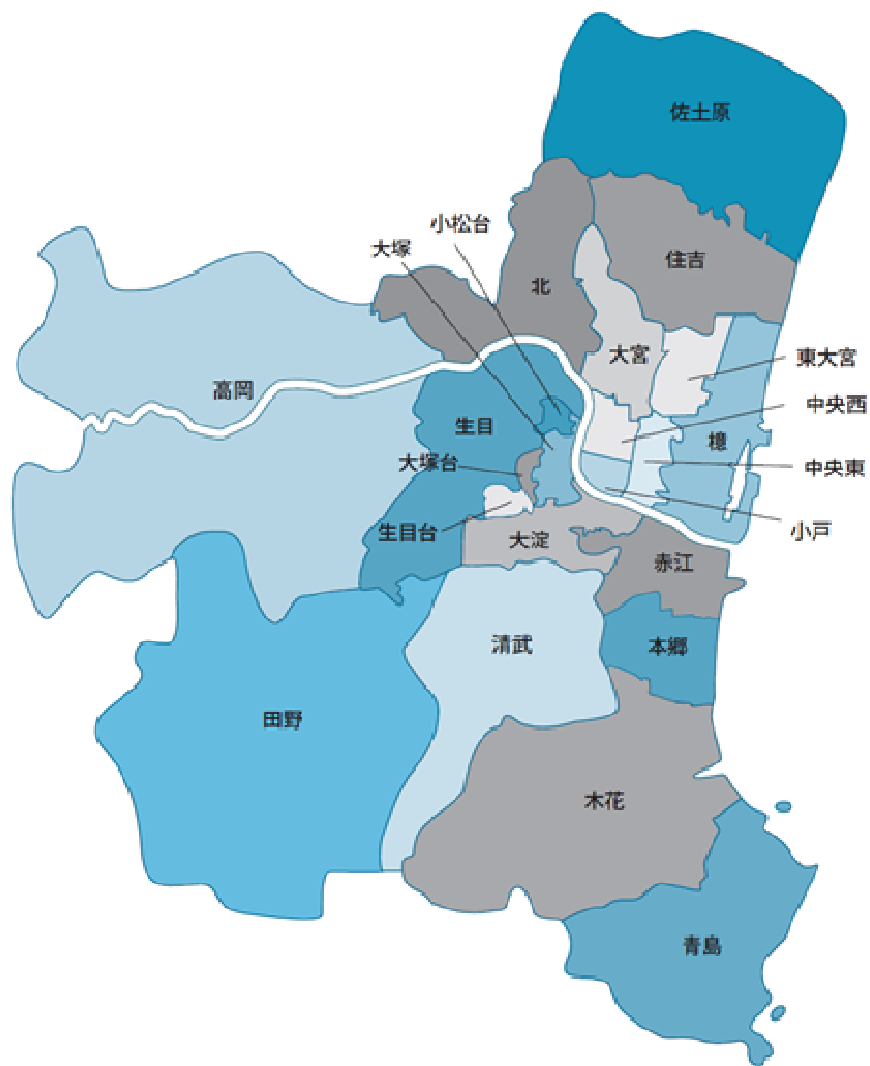 佐土原
小松台
大塚
住吉
北
大宮
東大宮
高岡
中央西
生目
檍
大塚台
中央東
生目台
小戸
大淀
赤江
清武
本郷
田野
木花
青島